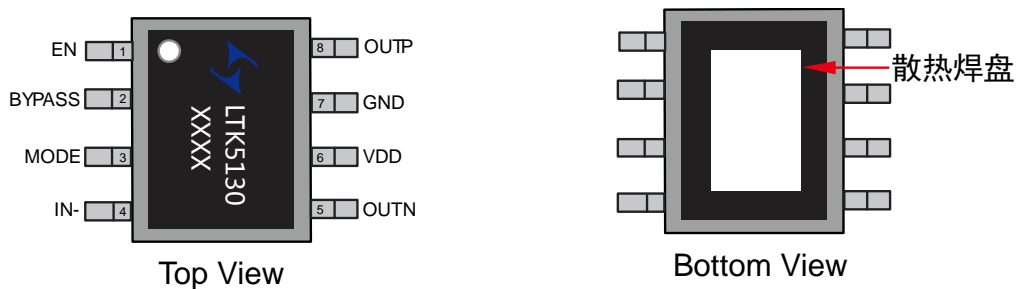 EN 1
BYPASS 2
MODE 3
IN- 4
LTK5130
XXXX
8 OUTP
7 GND
6 VDD
5 OUTN
Top View
散热焊盘
Bottom View